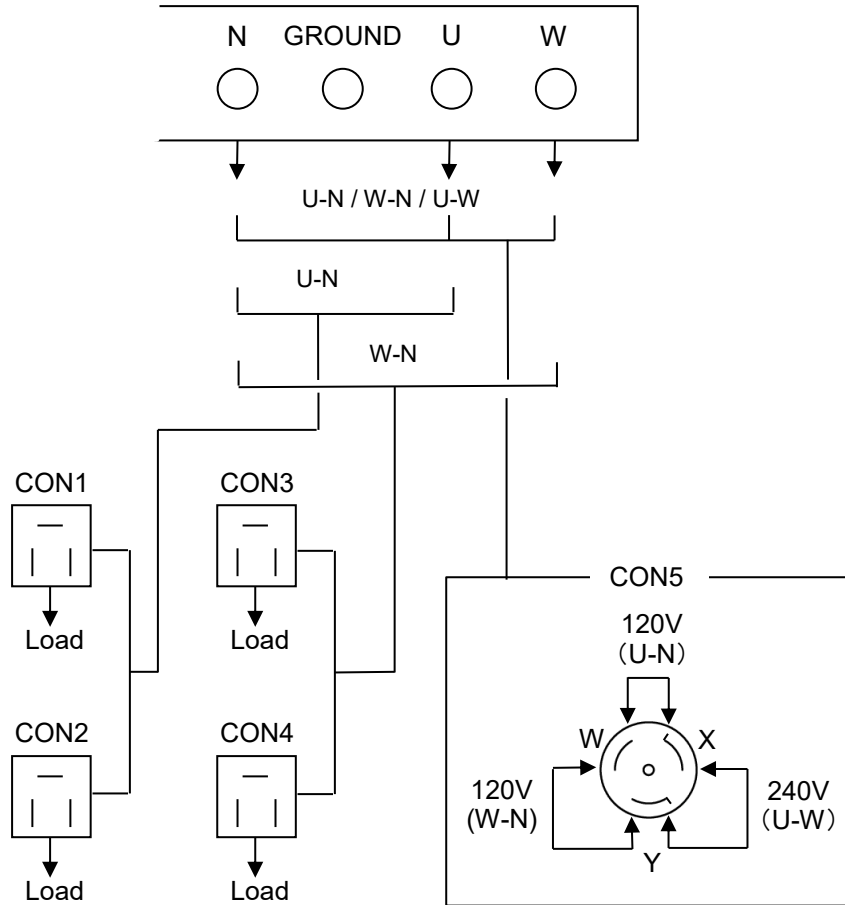 N GROUND U W
U-N / W-N / U-W
U-N
W-N
CON1 CON3
Load Load
CON2 CON4
Load Load
CON5
120V
（U-N）
W X
120V
(W-N)
240V
（U-W）
Y